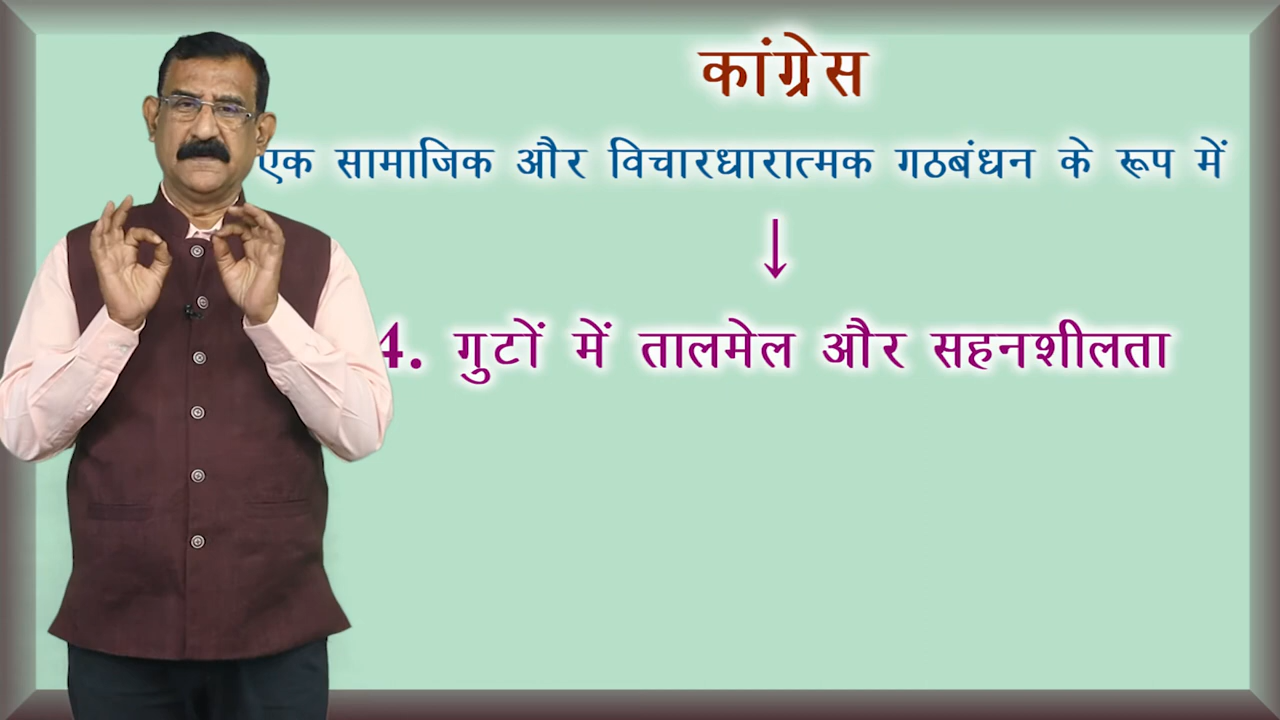 कांग्रेस
एक सामाजिक और विचारधारात्मक गठबंधन के रूप में
↓
4. गुटों में तालमेल और सहनशीलता